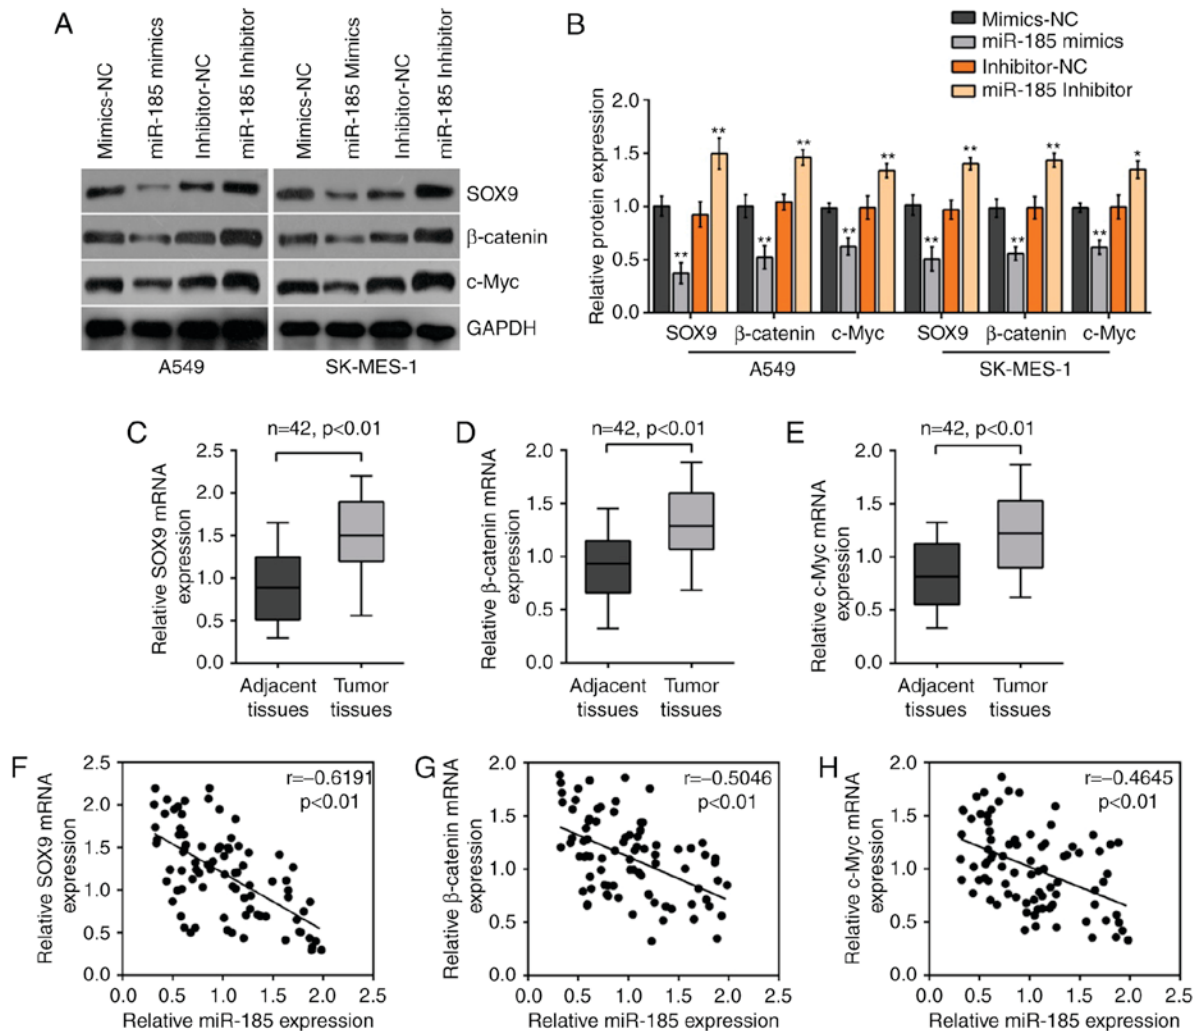 A
Mimics-NC
miR-185 mimics
Inhibitor-NC
miR-185 Inhibitor
Mimics-NC
miR-185 Mimics
Inhibitor-NC
miR-185 Inhibitor
SOX9
β-catenin
c-Myc
GAPDH
A549 SK-MES-1
B
Mimics-NC
miR-185 mimics
Inhibitor-NC
miR-185 Inhibitor
Relative protein expression
2.0
1.5
1.0
0.5
0.0
** ** ** ** ** *
** ** ** ** ** **
SOX9 β-catenin c-Myc SOX9 β-catenin c-Myc
A549 SK-MES-1
C
n=42, p<0.01
Relative SOX9 mRNA
expression
2.5
2.0
1.5
1.0
0.5
0.0
Adjacent Tumor
tissues tissues
D
n=42, p<0.01
Relative β-catenin mRNA
expression
2.0
1.5
1.0
0.5
0.0
Adjacent Tumor
tissues tissues
E
n=42, p<0.01
Relative c-Myc mRNA
expression
2.0
1.5
1.0
0.5
0.0
Adjacent Tumor
tissues tissues
F
Relative SOX9 mRNA
expression
2.5
2.0
1.5
1.0
0.5
0.0
r=−0.6191
p<0.01
0.0 0.5 1.0 1.5 2.0 2.5
Relative miR-185 expression
G
Relative β-catenin mRNA
expression
2.0
1.5
1.0
0.5
0.0
r=−0.5046
p<0.01
0.0 0.5 1.0 1.5 2.0 2.5
Relative miR-185 expression
H
Relative c-Myc mRNA
expression
2.0
1.5
1.0
0.5
0.0
r=−0.4645
p<0.01
0.0 0.5 1.0 1.5 2.0 2.5
Relative miR-185 expression